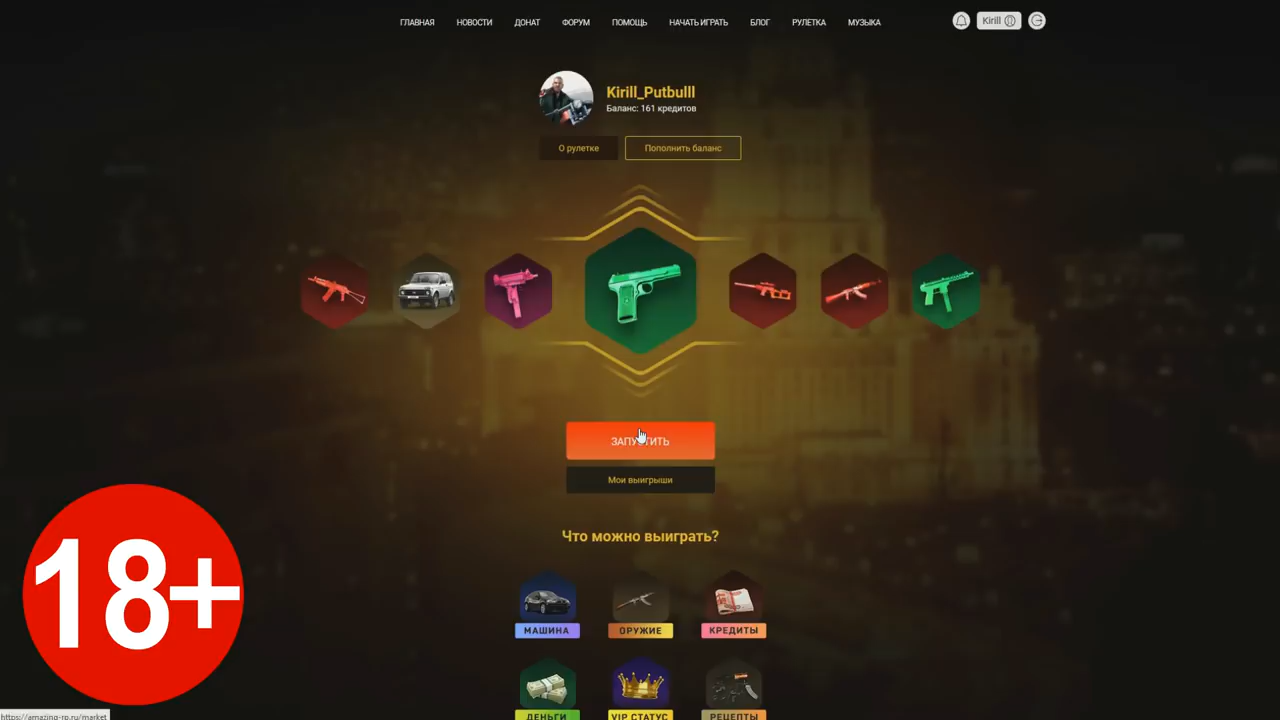 ГЛАВНАЯ НОВОСТИ ДОНАТ ФОРУМ ПОМОЩЬ НАЧАТЬ ИГРАТЬ БЛОГ РУЛЕТКА МУЗЫКА Kirill
Kirill_Putbulll
Баланс: 161 кредитов
О рулетке Пополнить баланс
ЗАПУСТИТЬ
Мои выигрыши
Что можно выиграть?
МАШИНА ОРУЖИЕ КРЕДИТЫ
18+
ДЕНЬГИ VIP СТАТУС РЕЦЕПТЫ
https://amazing-rp.ru/market